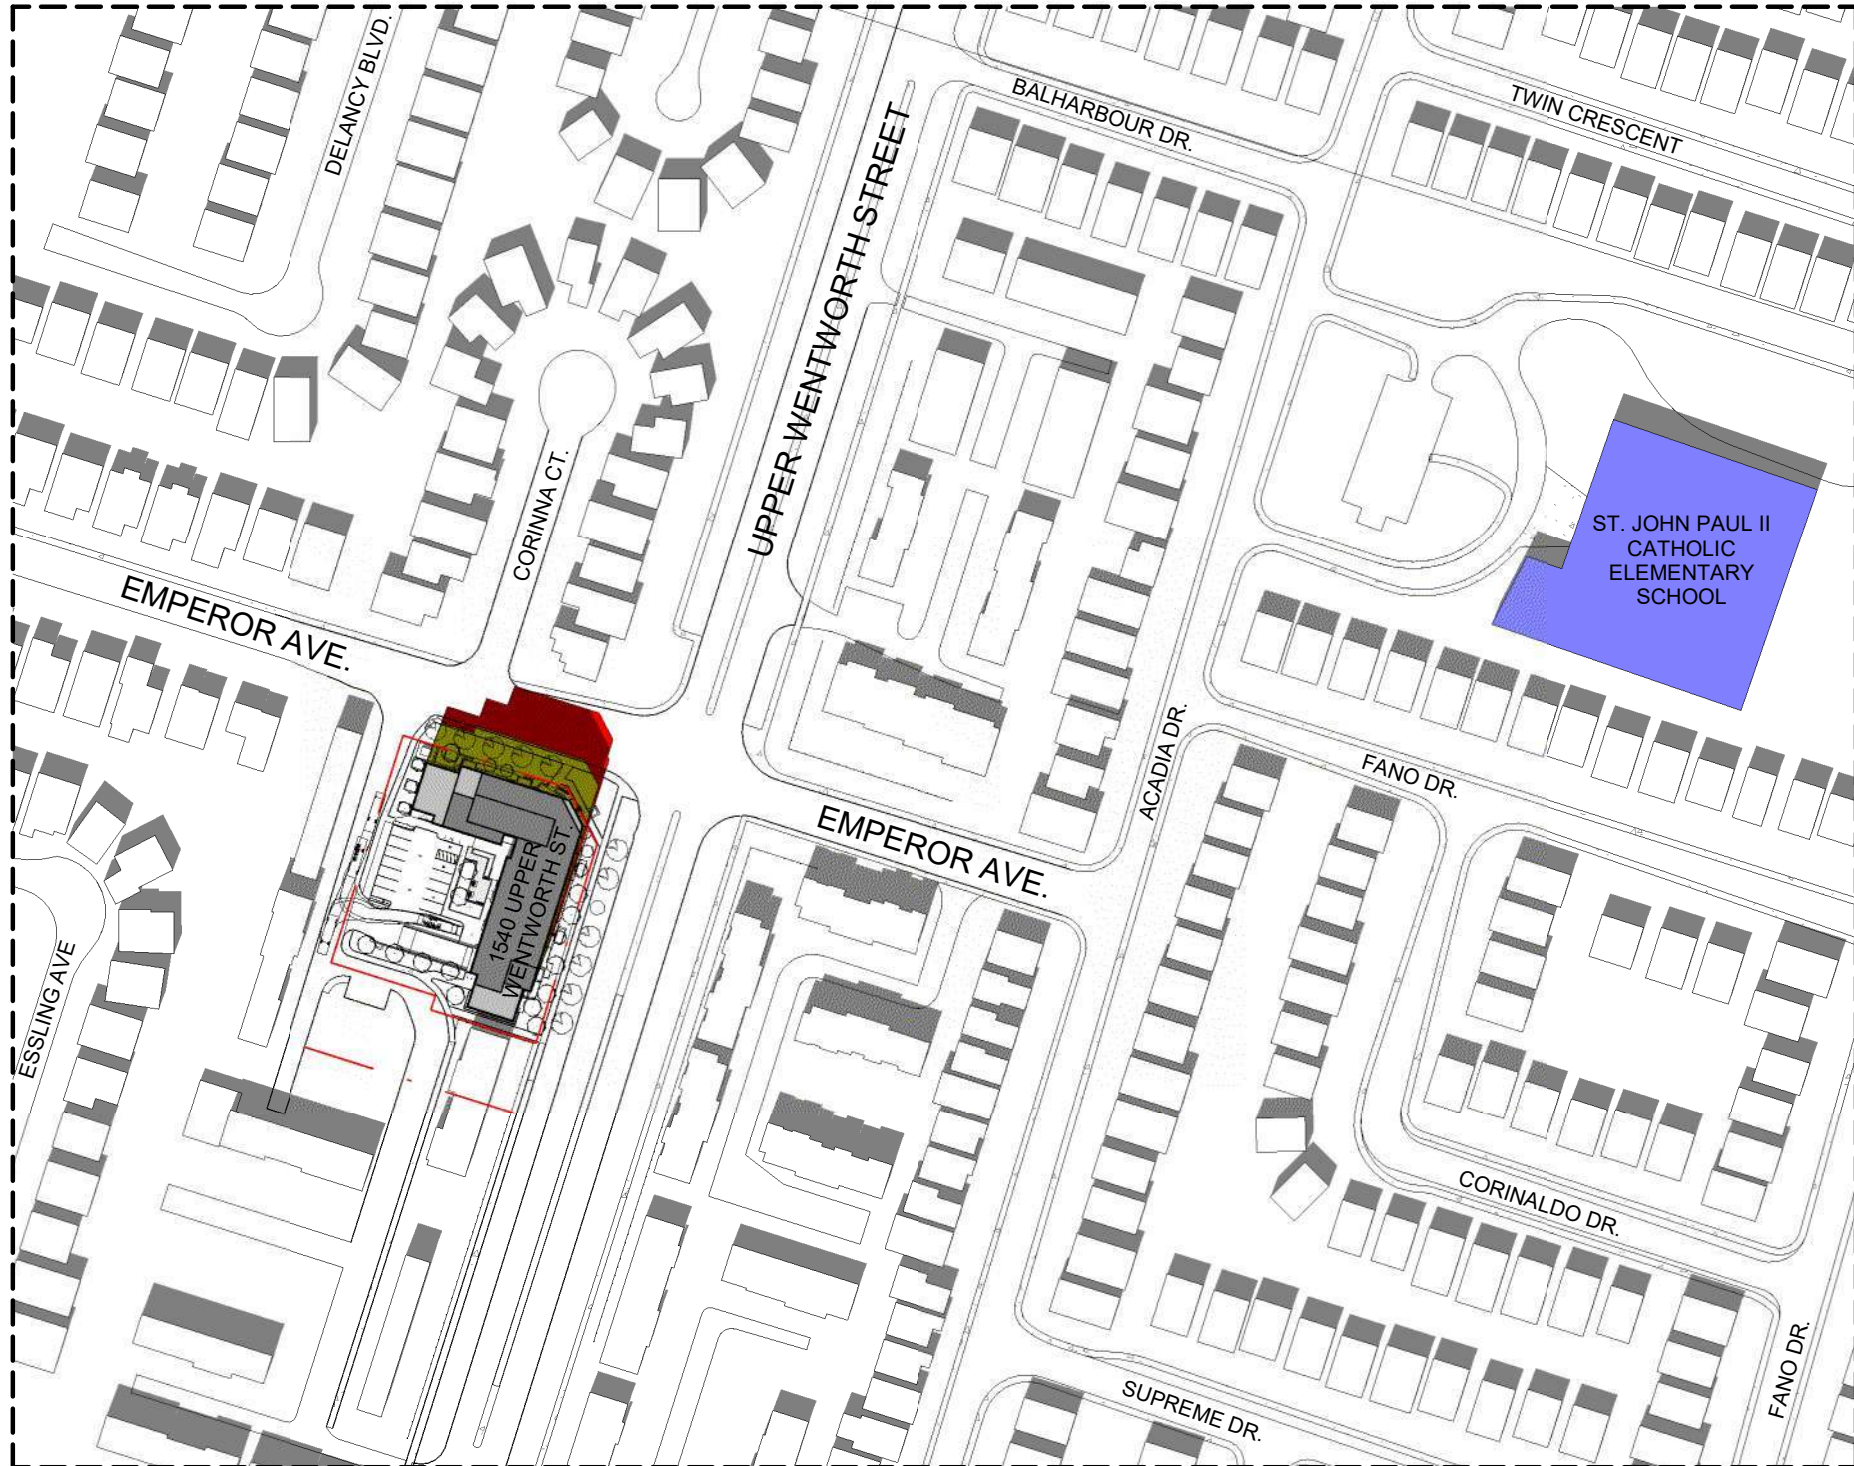 DELANCY BLVD.
BALHARBOUR DR.
TWIN CRESCENT
UPPER WENTWORTH STREET
CORINNA CT.
ST. JOHN PAUL II
CATHOLIC
ELEMENTARY
SCHOOL
EMPEROR AVE.
ACADIA DR.
FANO DR.
EMPEROR AVE.
1540 UPPER
WENTWORTH ST.
ESSLING AVE
CORINALDO DR.
FANO DR.
SUPREME DR.